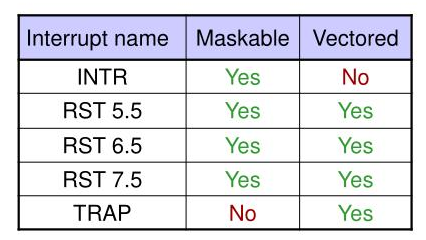 Interrupt name Maskable Vectored
INTR Yes No
RST 5.5 Yes Yes
RST 6.5 Yes Yes
RST 7.5 Yes Yes
TRAP No Yes